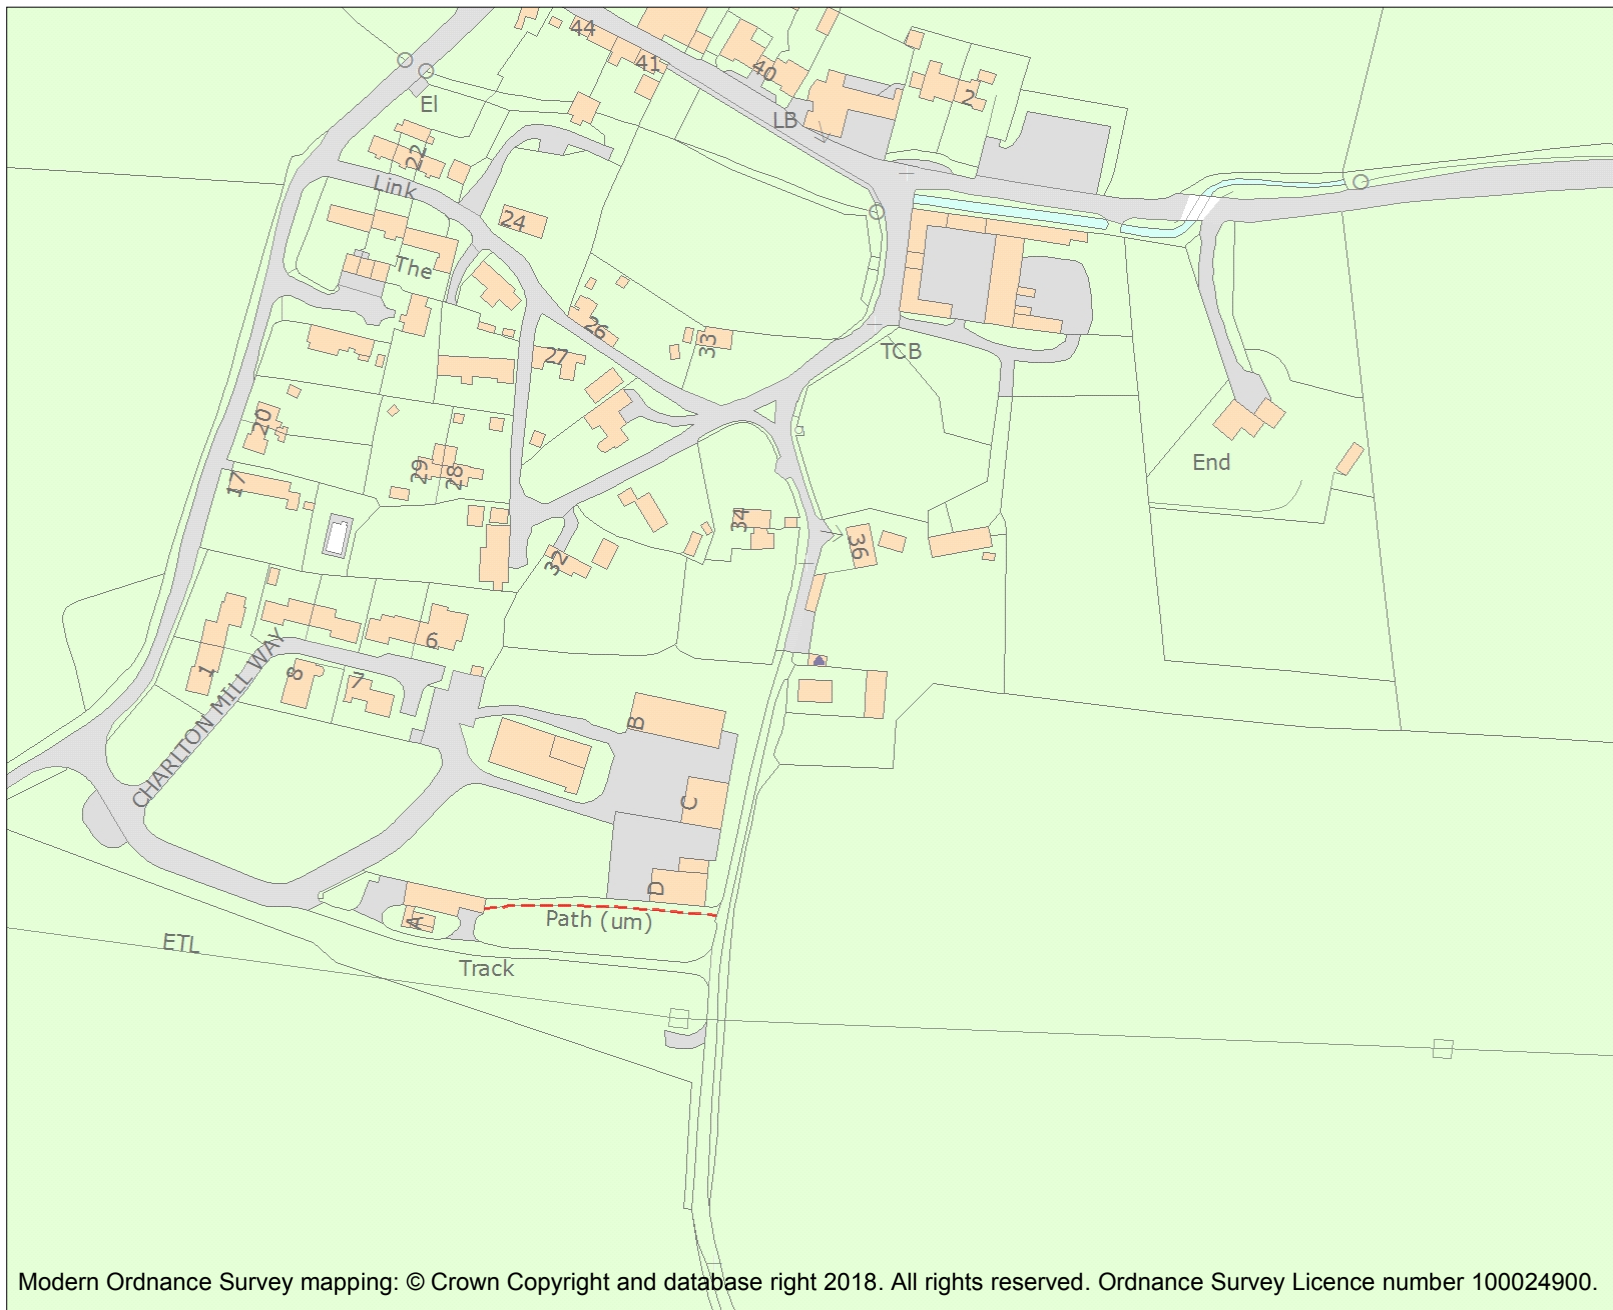 44
41
40
2
El
LB
22
Link
24
The
26
33
TCB
27
20
End
29
28
17
34
36
32
6
1
8
7
CHARLTON MILL WAY
B
C
D
A
Path (um)
ETL
Track
Modern Ordnance Survey mapping: © Crown Copyright and database right 2018. All rights reserved. Ordnance Survey Licence number 100024900.